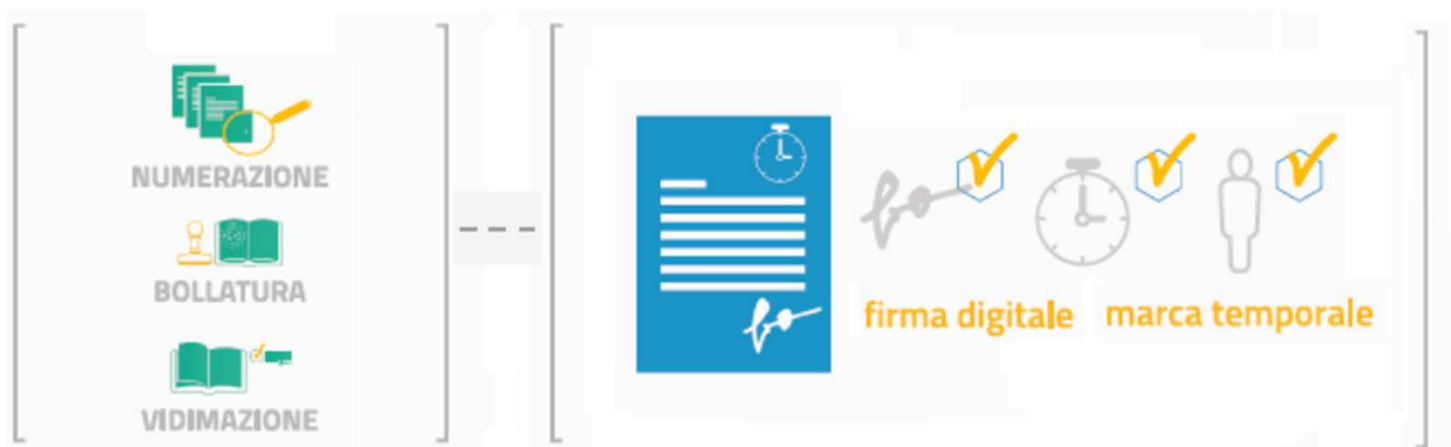 NUMERAZIONE
BOLLATURA
VIDIMAZIONE
firma digitale
marca temporale